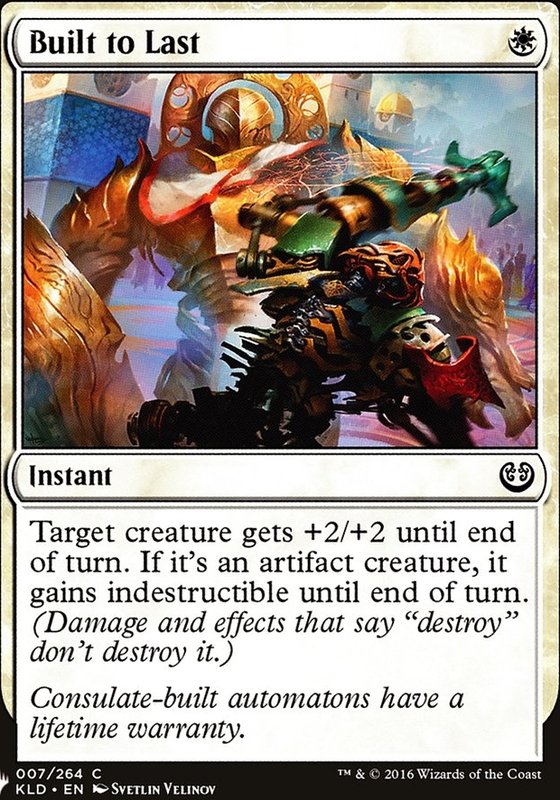 Built to Last
Instant
Target creature gets +2/+2 until end
of turn. If it's an artifact creature, it
gains indestructible until end of turn.
(Damage and effects that say “destroy”
don't destroy it.)
Consulate-built automatons have a
lifetime warranty.
007/264 C
KLD • EN Svetlin Velinov
™ & © 2016 Wizards of the Coast